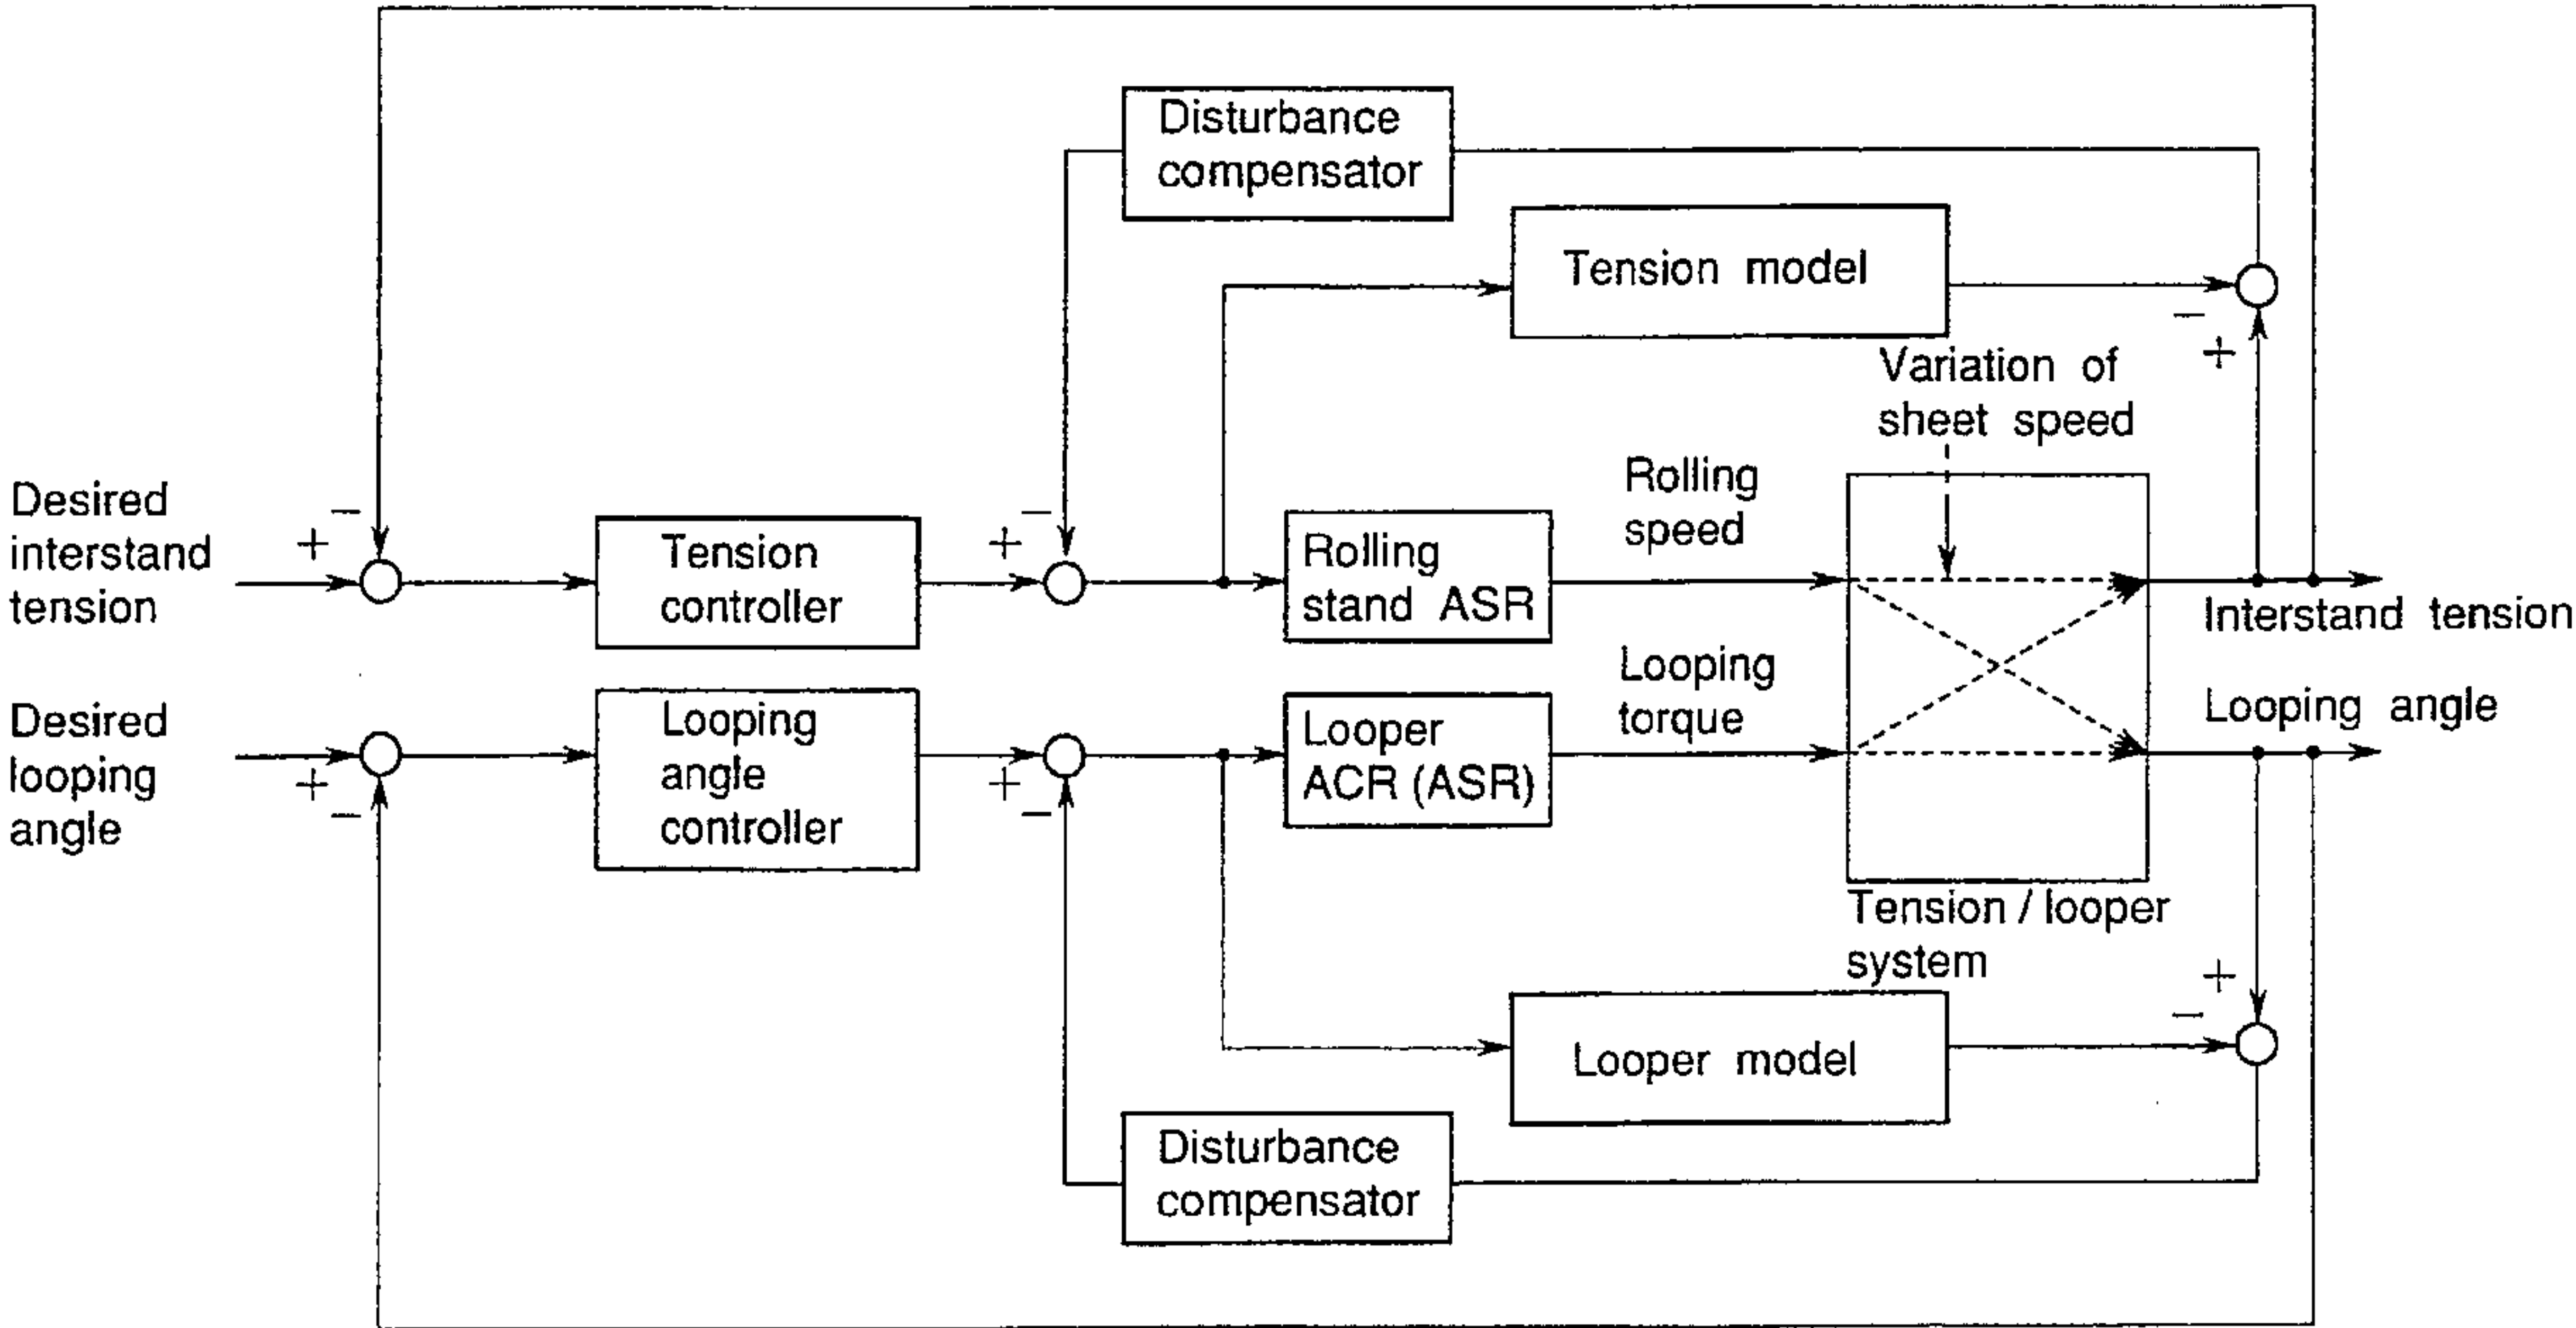 Disturbance
compensator
Tension model
Variation of
sheet speed
Rolling
speed
Desired
interstand
tension
+
−
Tension
controller
+
−
Rolling
stand ASR
−
+
Interstand tension
Desired
looping
angle
+
−
Looping
angle
controller
+
−
Looper
ACR (ASR)
Looping
torque
Looping angle
Tension / looper
system
+
−
Looper model
Disturbance
compensator